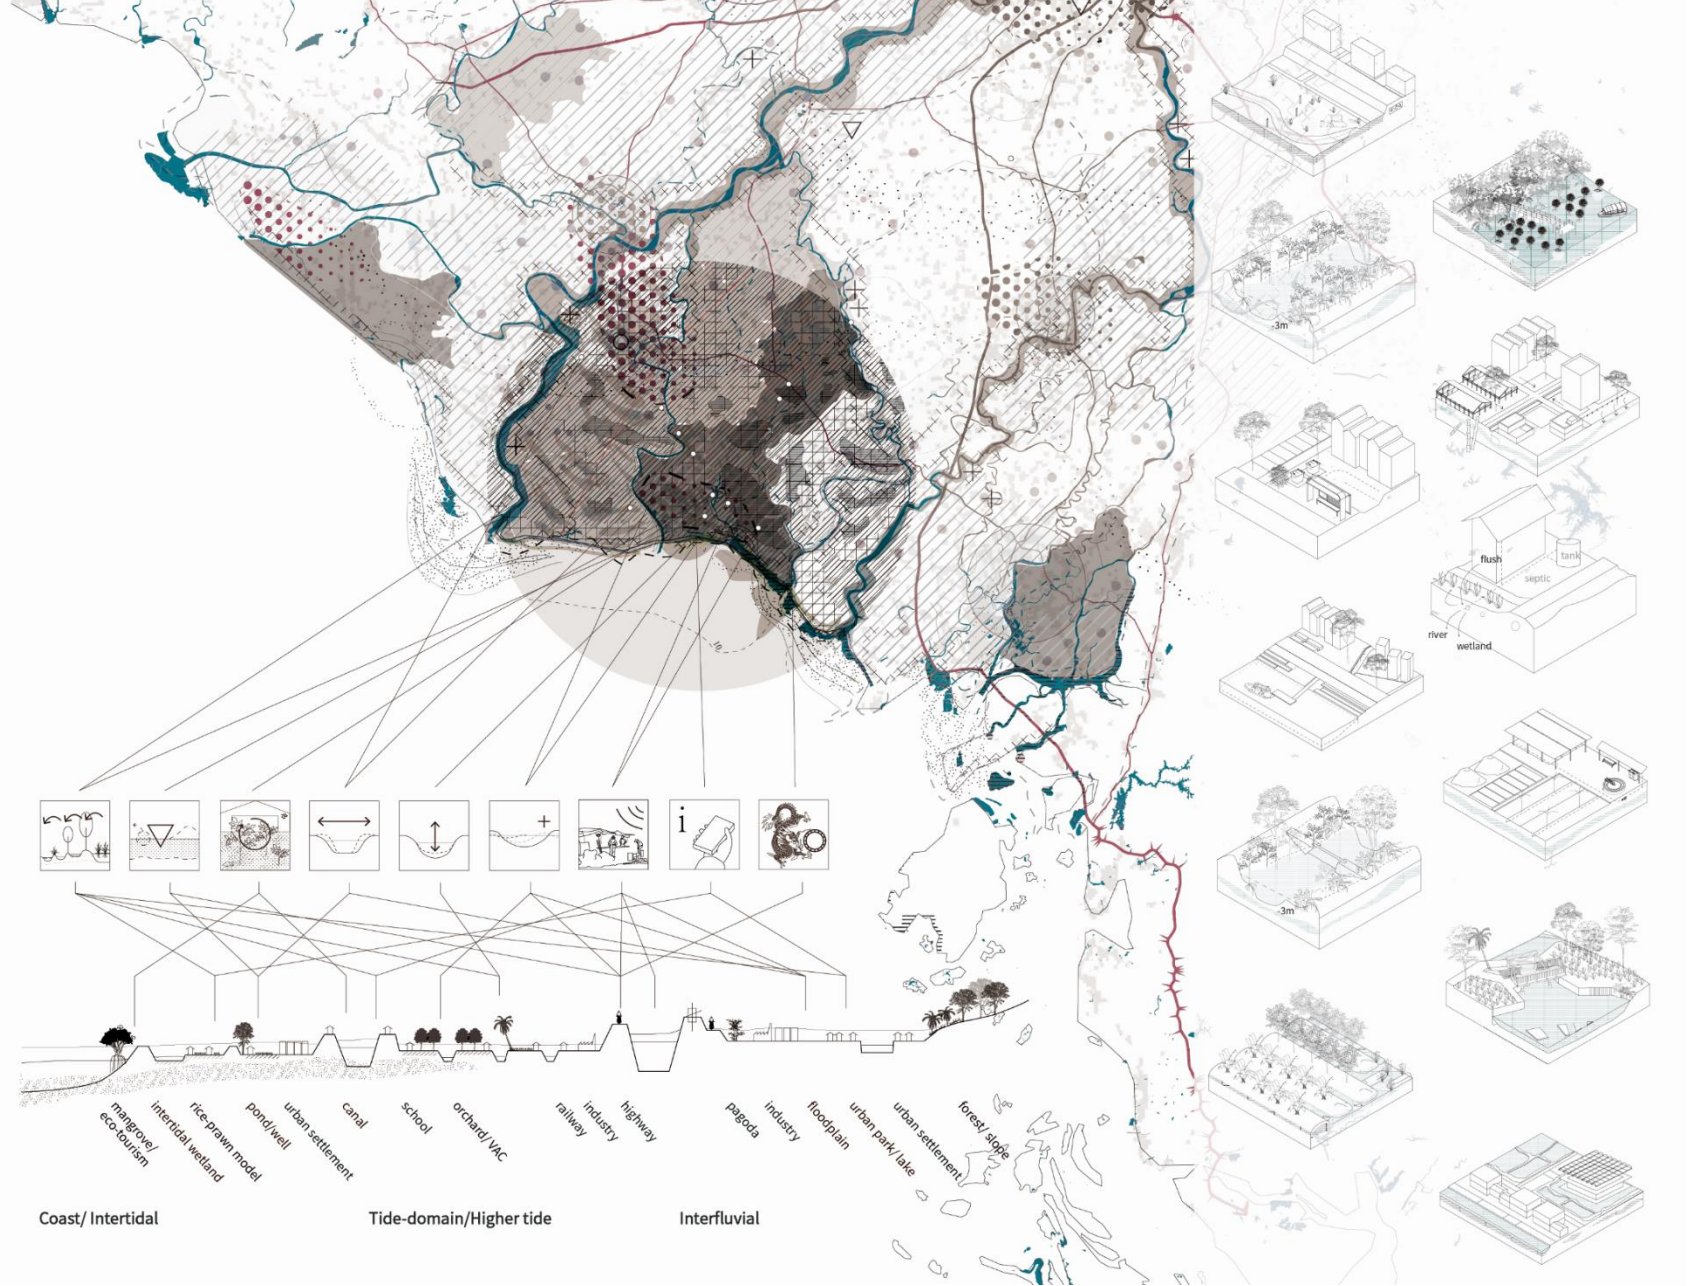 -3m
flush
tank
septic
river
wetland
10
i
-3m
mangrove/
eco-tourism
intertidal wetland
rice-prawn model
pond/well
urban settlement
canal
school
orchard/ VAC
railway
industry
highway
pagoda
industry
floodplain
urban park/ lake
urban settlement
forest/ slope
Coast/ Intertidal
Tide-domain/Higher tide
Interfluvial